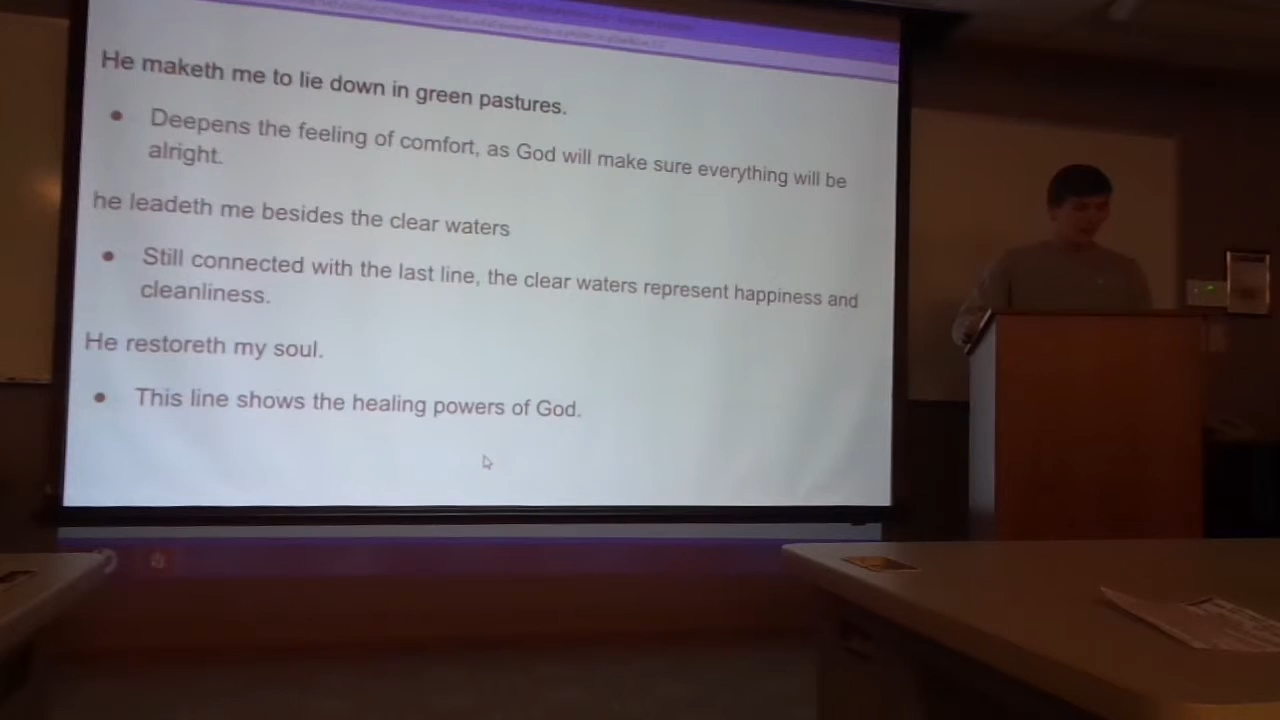 He maketh me to lie down in green pastures.
● Deepens the feeling of comfort, as God will make sure everything will be
alright.
he leadeth me besides the clear waters
● Still connected with the last line, the clear waters represent happiness and
cleanliness.
He restoreth my soul.
● This line shows the healing powers of God.